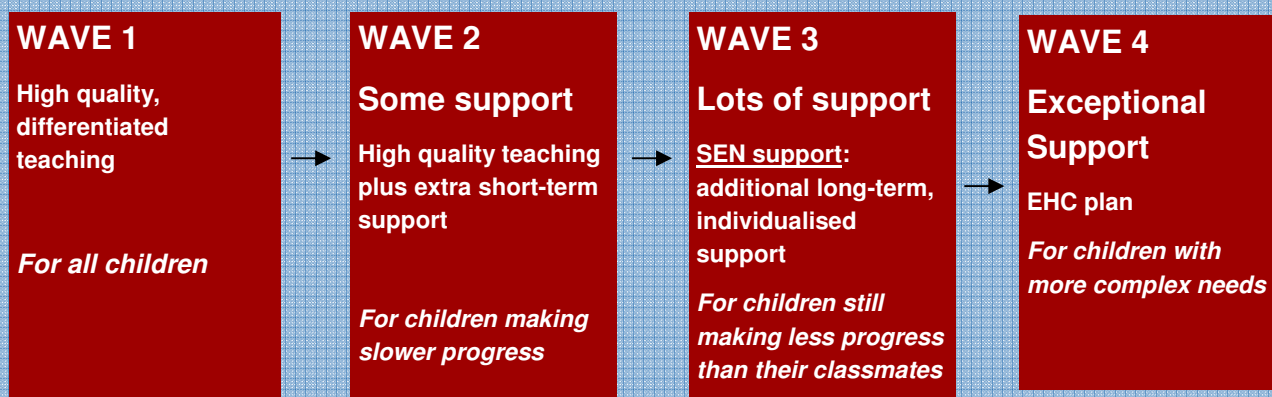 WAVE 1
High quality,
differentiated
teaching
For all children
WAVE 2
Some support
High quality teaching
plus extra short-term
support
For children making
slower progress
WAVE 3
Lots of support
SEN support:
additional long-term,
individualised
support
For children still
making less progress
than their classmates
WAVE 4
Exceptional
Support
EHC plan
For children with
more complex needs